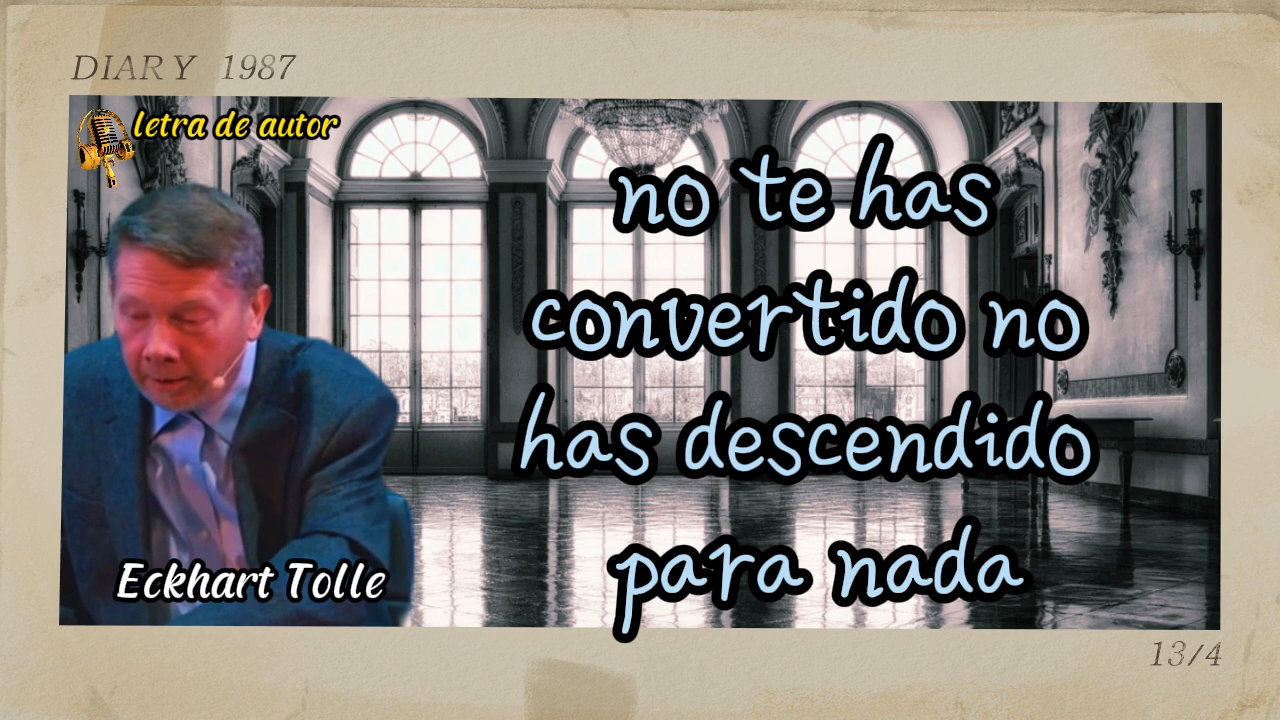 DIARY 1987
letra de autor
no te has
convertido no
has descendido
para nada
Eckhart Tolle
13/4